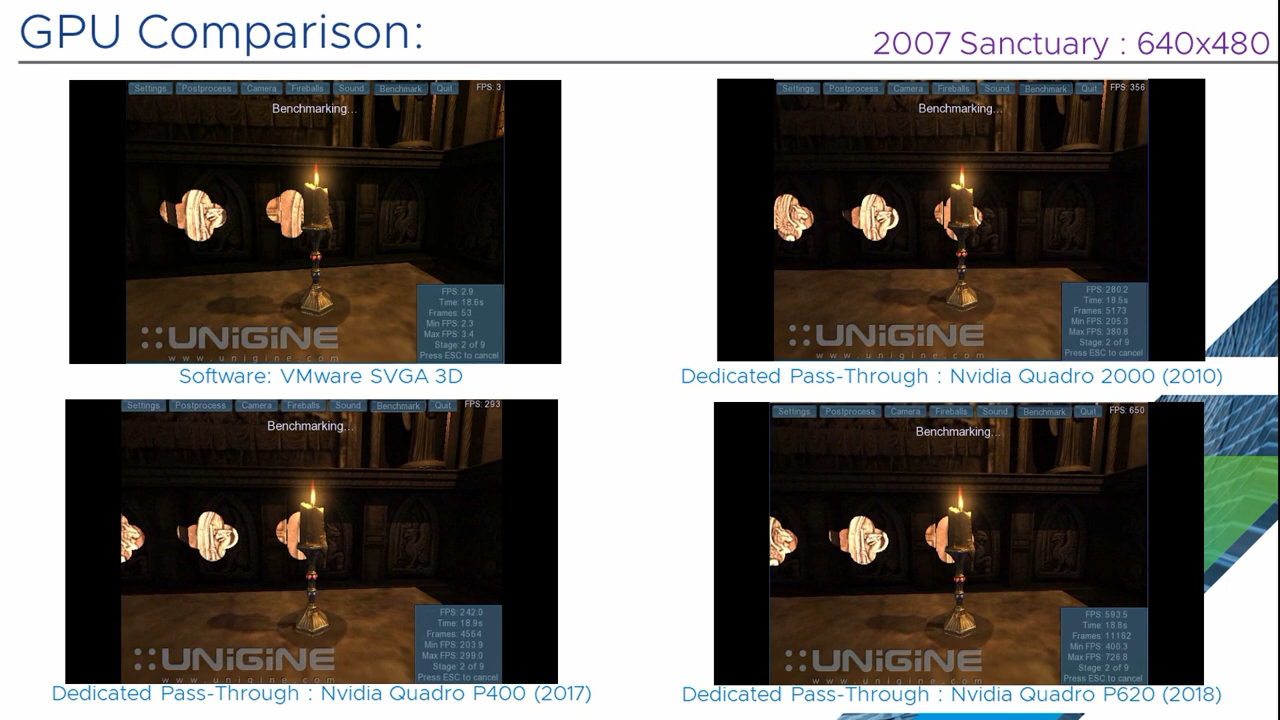 GPU Comparison:
2007 Sanctuary : 640x480
Settings Postprocess Camera Fireballs Sound Benchmark Quit FPS: 3
Benchmarking...
FPS: 2.9
Time: 18.6s
Frames: 53
Min FPS: 2.3
Max FPS: 3.4
Stage: 2 of 9
Press ESC to cancel
::UNiGiNE
www.unigine.com
Software: VMware SVGA 3D
Settings Postprocess Camera Fireballs Sound Benchmark Quit FPS: 356
Benchmarking...
FPS: 280.2
Time: 18.5s
Frames: 5173
Min FPS: 205.3
Max FPS: 380.8
Stage: 2 of 9
Press ESC to cancel
::UNiGiNE
www.unigine.com
Dedicated Pass-Through : Nvidia Quadro 2000 (2010)
Settings Postprocess Camera Fireballs Sound Benchmark Quit FPS: 293
Benchmarking...
FPS: 242.0
Time: 18.9s
Frames: 4564
Min FPS: 203.9
Max FPS: 299.0
Stage: 2 of 9
Press ESC to cancel
::UNiGiNE
www.unigine.com
Dedicated Pass-Through : Nvidia Quadro P400 (2017)
Settings Postprocess Camera Fireballs Sound Benchmark Quit FPS: 650
Benchmarking...
FPS: 593.5
Time: 18.8s
Frames: 11162
Min FPS: 400.3
Max FPS: 726.8
Stage: 2 of 9
Press ESC to cancel
::UNiGiNE
www.unigine.com
Dedicated Pass-Through : Nvidia Quadro P620 (2018)